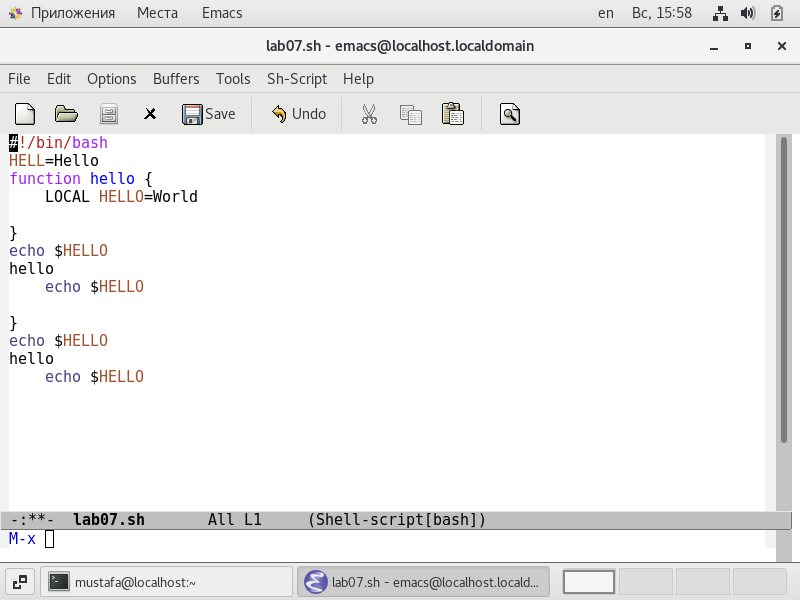 Приложения Места Emacs en Вс, 15:58
lab07.sh - emacs@localhost.localdomain
File Edit Options Buffers Tools Sh-Script Help
Save Undo
#!/bin/bash
HELL=Hello
function hello {
    LOCAL HELLO=World
}
echo $HELLO
hello
    echo $HELLO
}
echo $HELLO
hello
    echo $HELLO
-:**-  lab07.sh       All L1     (Shell-script[bash])
M-x
mustafa@localhost:~ lab07.sh - emacs@localhost.locald...